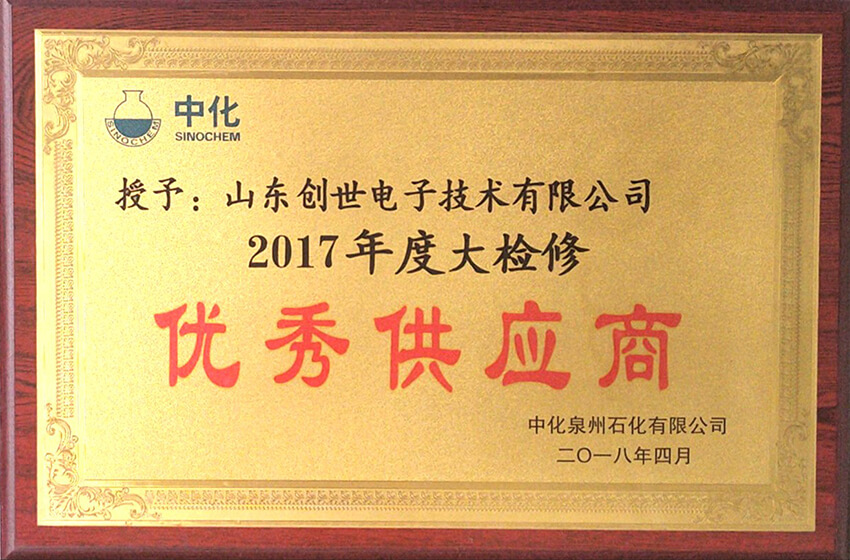 中化
SINOCHEM
SINOCHEM
授予：山东创世电子技术有限公司
2017年度大检修
优秀供应商
中化泉州石化有限公司
二〇一八年四月